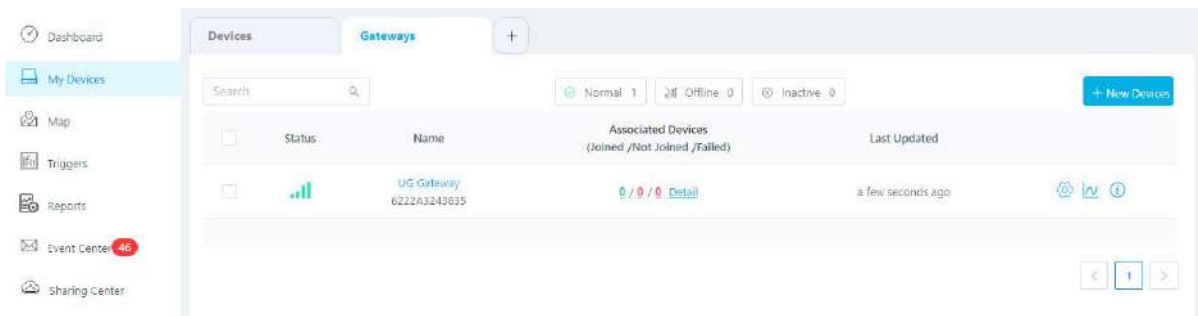 Dashboard
My Devices
Map
Triggers
Reports
Event Center 46
Sharing Center
Devices
Gateways
+
Search
Normal 1
Offline 0
Inactive 0
+ New Devices
Status
Name
Associated Devices
(Joined /Not Joined /Failed)
Last Updated
UG Gateway
6222A3243835
0 / 0 / 0 Detail
a few seconds ago
< 1 >